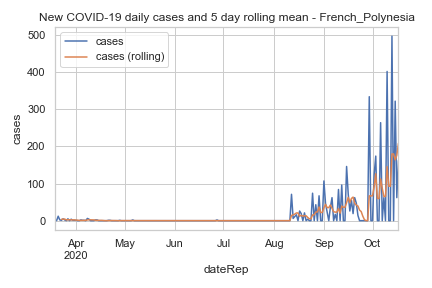 New COVID-19 daily cases and 5 day rolling mean - French_Polynesia
cases
cases (rolling)
500
400
300
200
100
0
cases
Apr
2020
May
Jun
Jul
Aug
Sep
Oct
dateRep